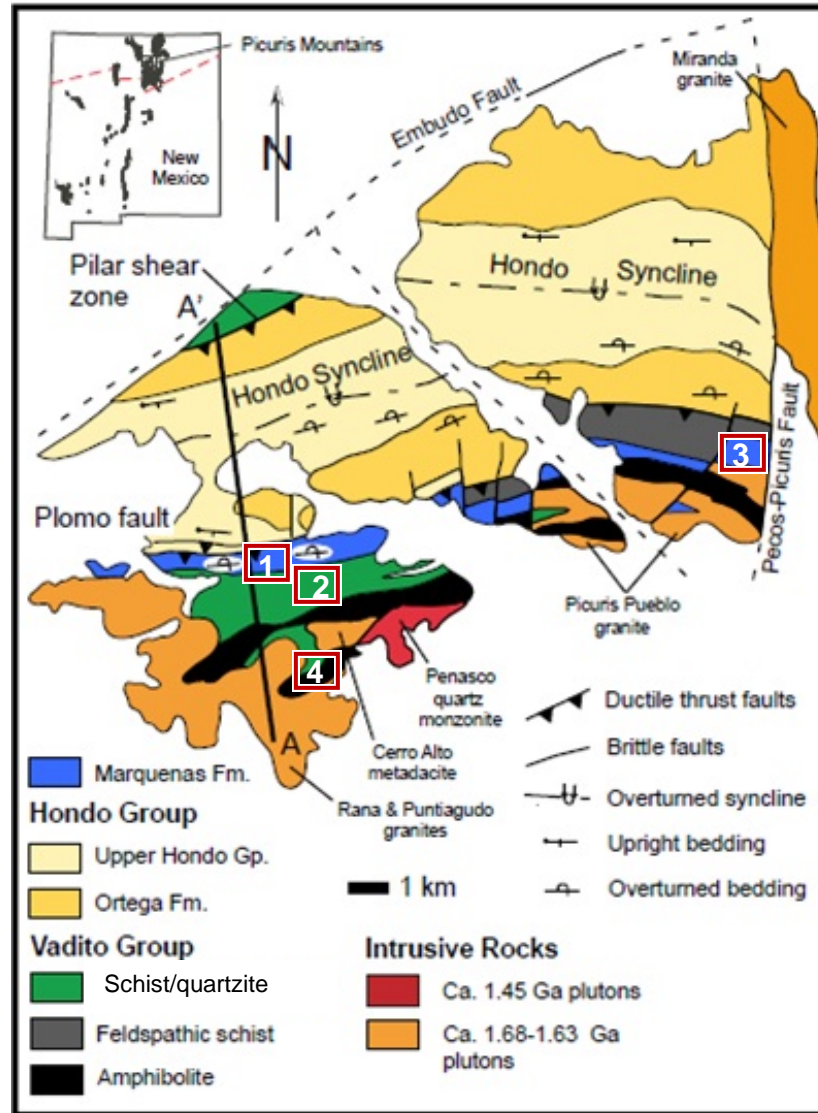 Picuris Mountains
New
Mexico
N
Embudo Fault
Miranda
granite
Pilar shear
zone
A'
Hondo Syncline
Hondo Syncline
Plomo fault
Pecos-Picuris Fault
1
2
3
4
Picuris Pueblo
granite
Penasco
quartz
monzonite
Cerro Alto
metadacite
A
Rana & Puntiagudo
granites
Marquenas Fm.
Hondo Group
Upper Hondo Gp.
Ortega Fm.
Vadito Group
Schist/quartzite
Feldspathic schist
Amphibolite
1 km
Ductile thrust faults
Brittle faults
Overturned syncline
Upright bedding
Overturned bedding
Intrusive Rocks
Ca. 1.45 Ga plutons
Ca. 1.68-1.63 Ga
plutons